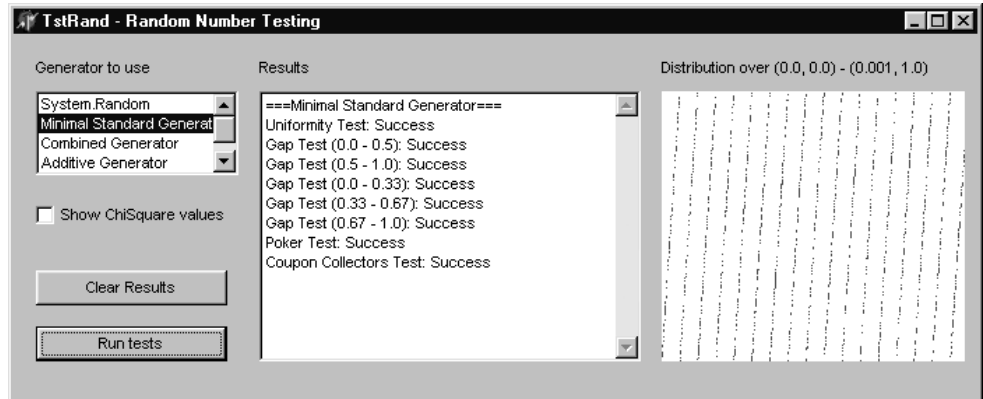 TstRand - Random Number Testing
Generator to use
System.Random
Minimal Standard Generat
Combined Generator
Additive Generator
Show ChiSquare values
Clear Results
Run tests
Results
===Minimal Standard Generator===
Uniformity Test: Success
Gap Test (0.0 - 0.5): Success
Gap Test (0.5 - 1.0): Success
Gap Test (0.0 - 0.33): Success
Gap Test (0.33 - 0.67): Success
Gap Test (0.67 - 1.0): Success
Poker Test: Success
Coupon Collectors Test: Success
Distribution over (0.0, 0.0) - (0.001, 1.0)